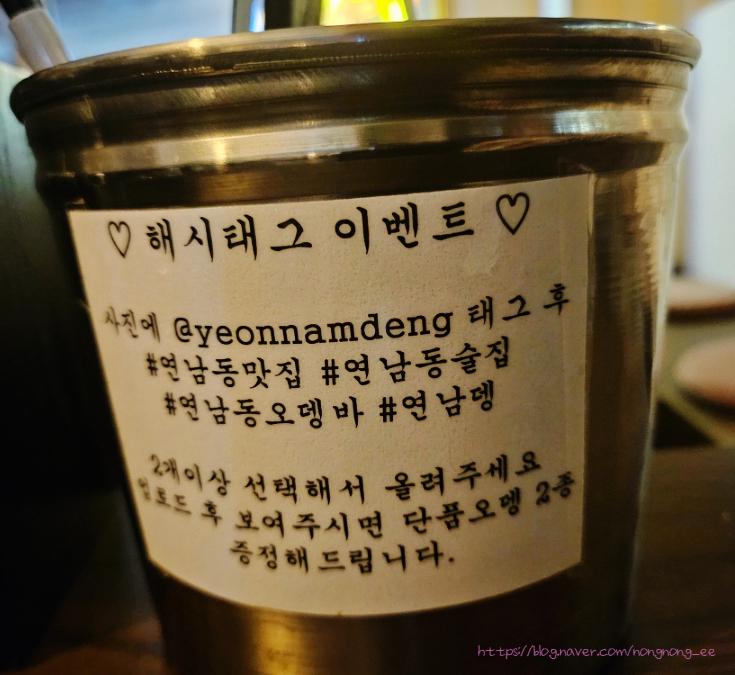 ♡ 해시태그 이벤트 ♡
사진에 @yeonnamdeng 태그 후
#연남동맛집 #연남동술집
#연남동오뎅바 #연남뎅
2개이상 선택해서 올려주세요
업로드 후 보여주시면 단품오뎅 2종
증정해드립니다.
https://blog.naver.com/nongnong_ee